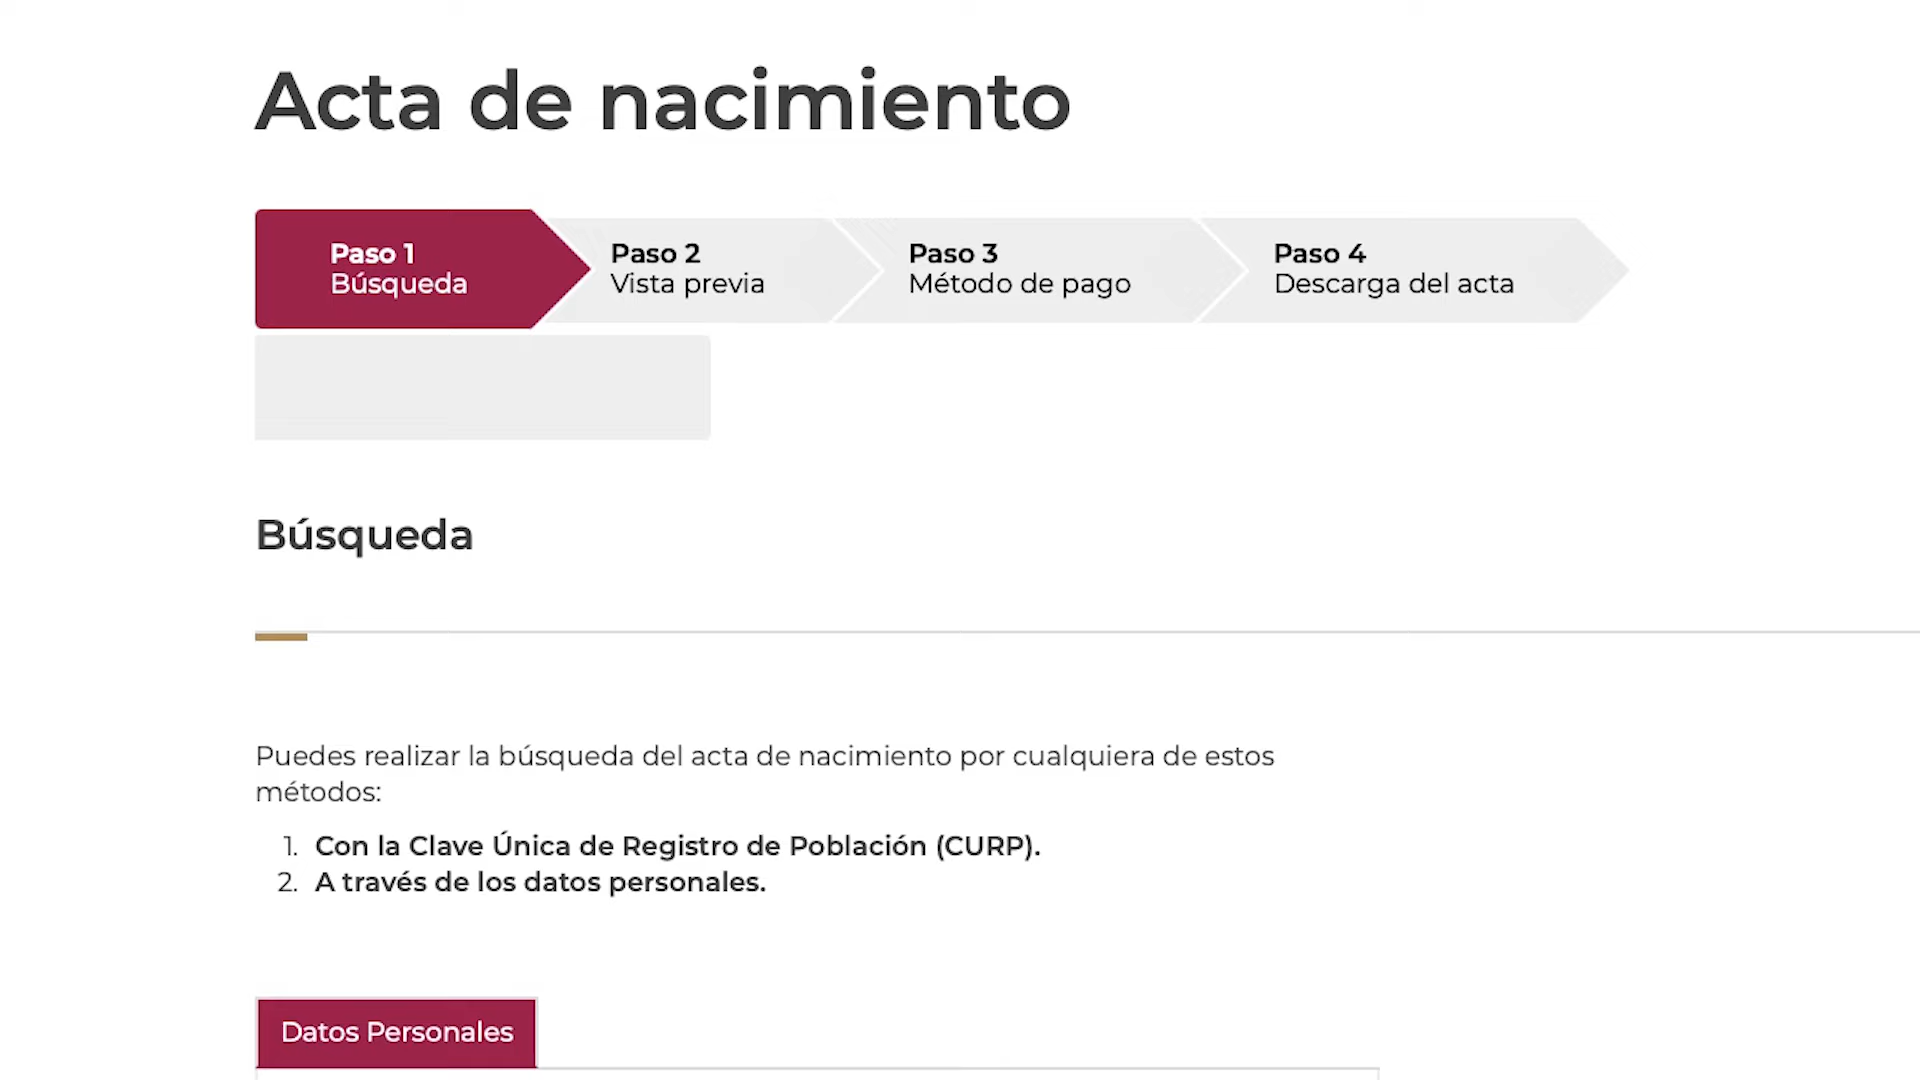 Acta de nacimiento
Paso 1
Búsqueda
Paso 2
Vista previa
Paso 3
Método de pago
Paso 4
Descarga del acta
Búsqueda
Puedes realizar la búsqueda del acta de nacimiento por cualquiera de estos
métodos:
1. Con la Clave Única de Registro de Población (CURP).
2. A través de los datos personales.
Datos Personales